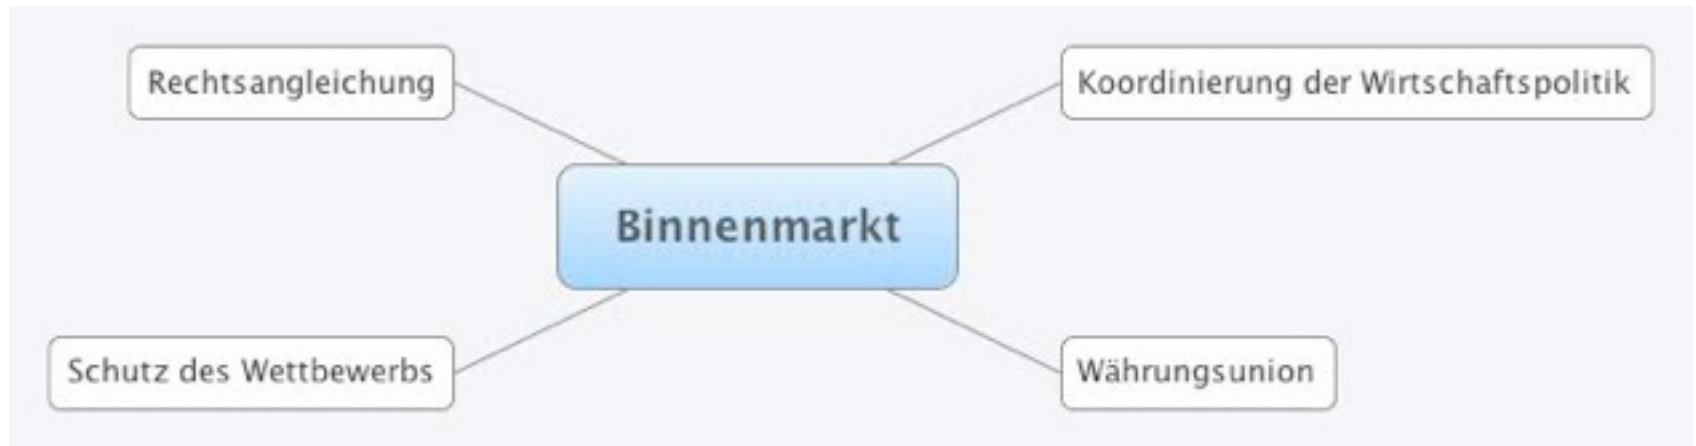 Rechtsangleichung
Koordinierung der Wirtschaftspolitik
Binnenmarkt
Schutz des Wettbewerbs
Währungsunion